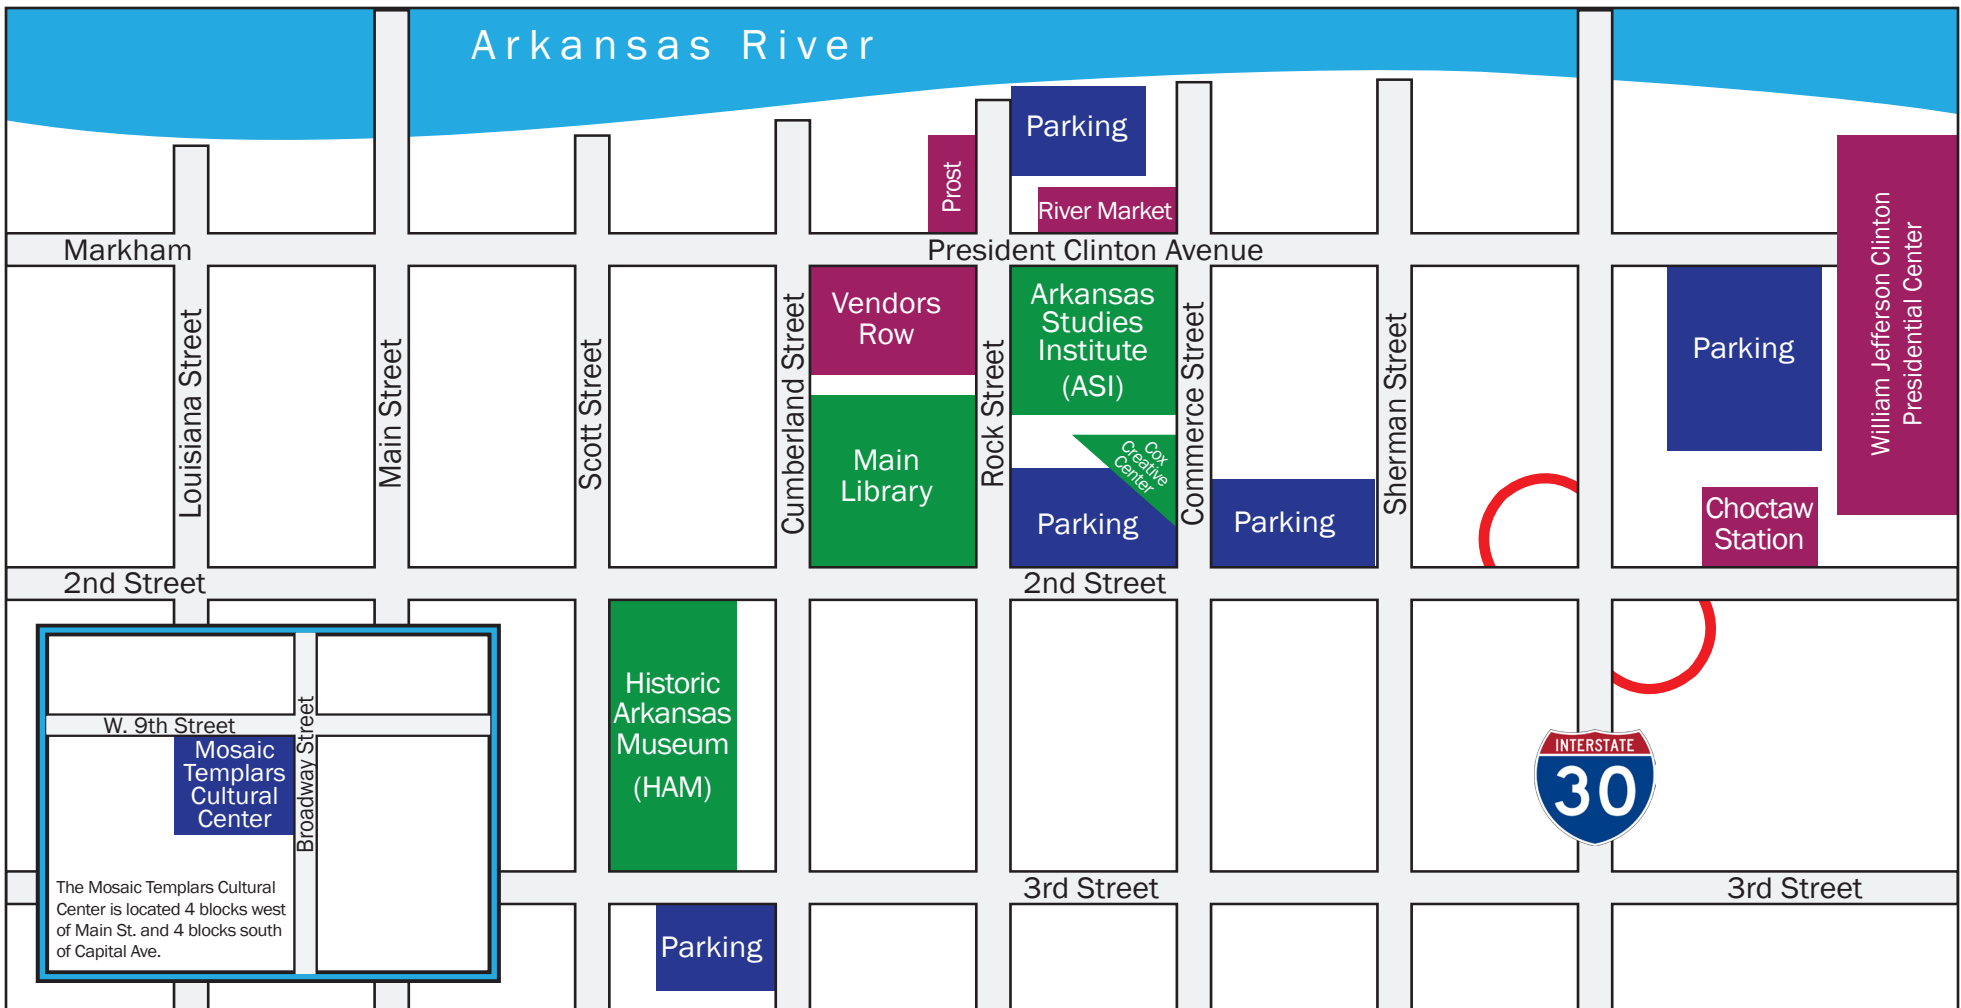 Arkansas River
Parking
Prost
River Market
William Jefferson Clinton
Presidential Center
Markham
President Clinton Avenue
Louisiana Street
Main Street
Scott Street
Cumberland Street
Vendors
Row
Rock Street
Arkansas
Studies
Institute
(ASI)
Commerce Street
Sherman Street
Parking
Main
Library
Cox
Creative
Center
Parking
Parking
Choctaw
Station
2nd Street
2nd Street
Historic
Arkansas
Museum
(HAM)
W. 9th Street
Broadway Street
Mosaic
Templars
Cultural
Center
The Mosaic Templars Cultural
Center is located 4 blocks west
of Main St. and 4 blocks south
of Capital Ave.
INTERSTATE
30
3rd Street
3rd Street
Parking